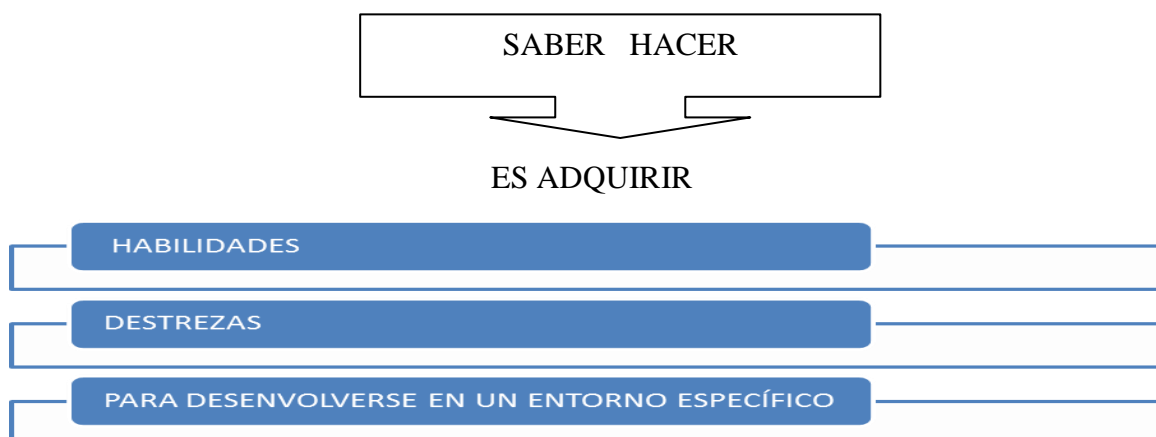 SABER HACER
ES ADQUIRIR
HABILIDADES
DESTREZAS
PARA DESENVOLVERSE EN UN ENTORNO ESPECÍFICO